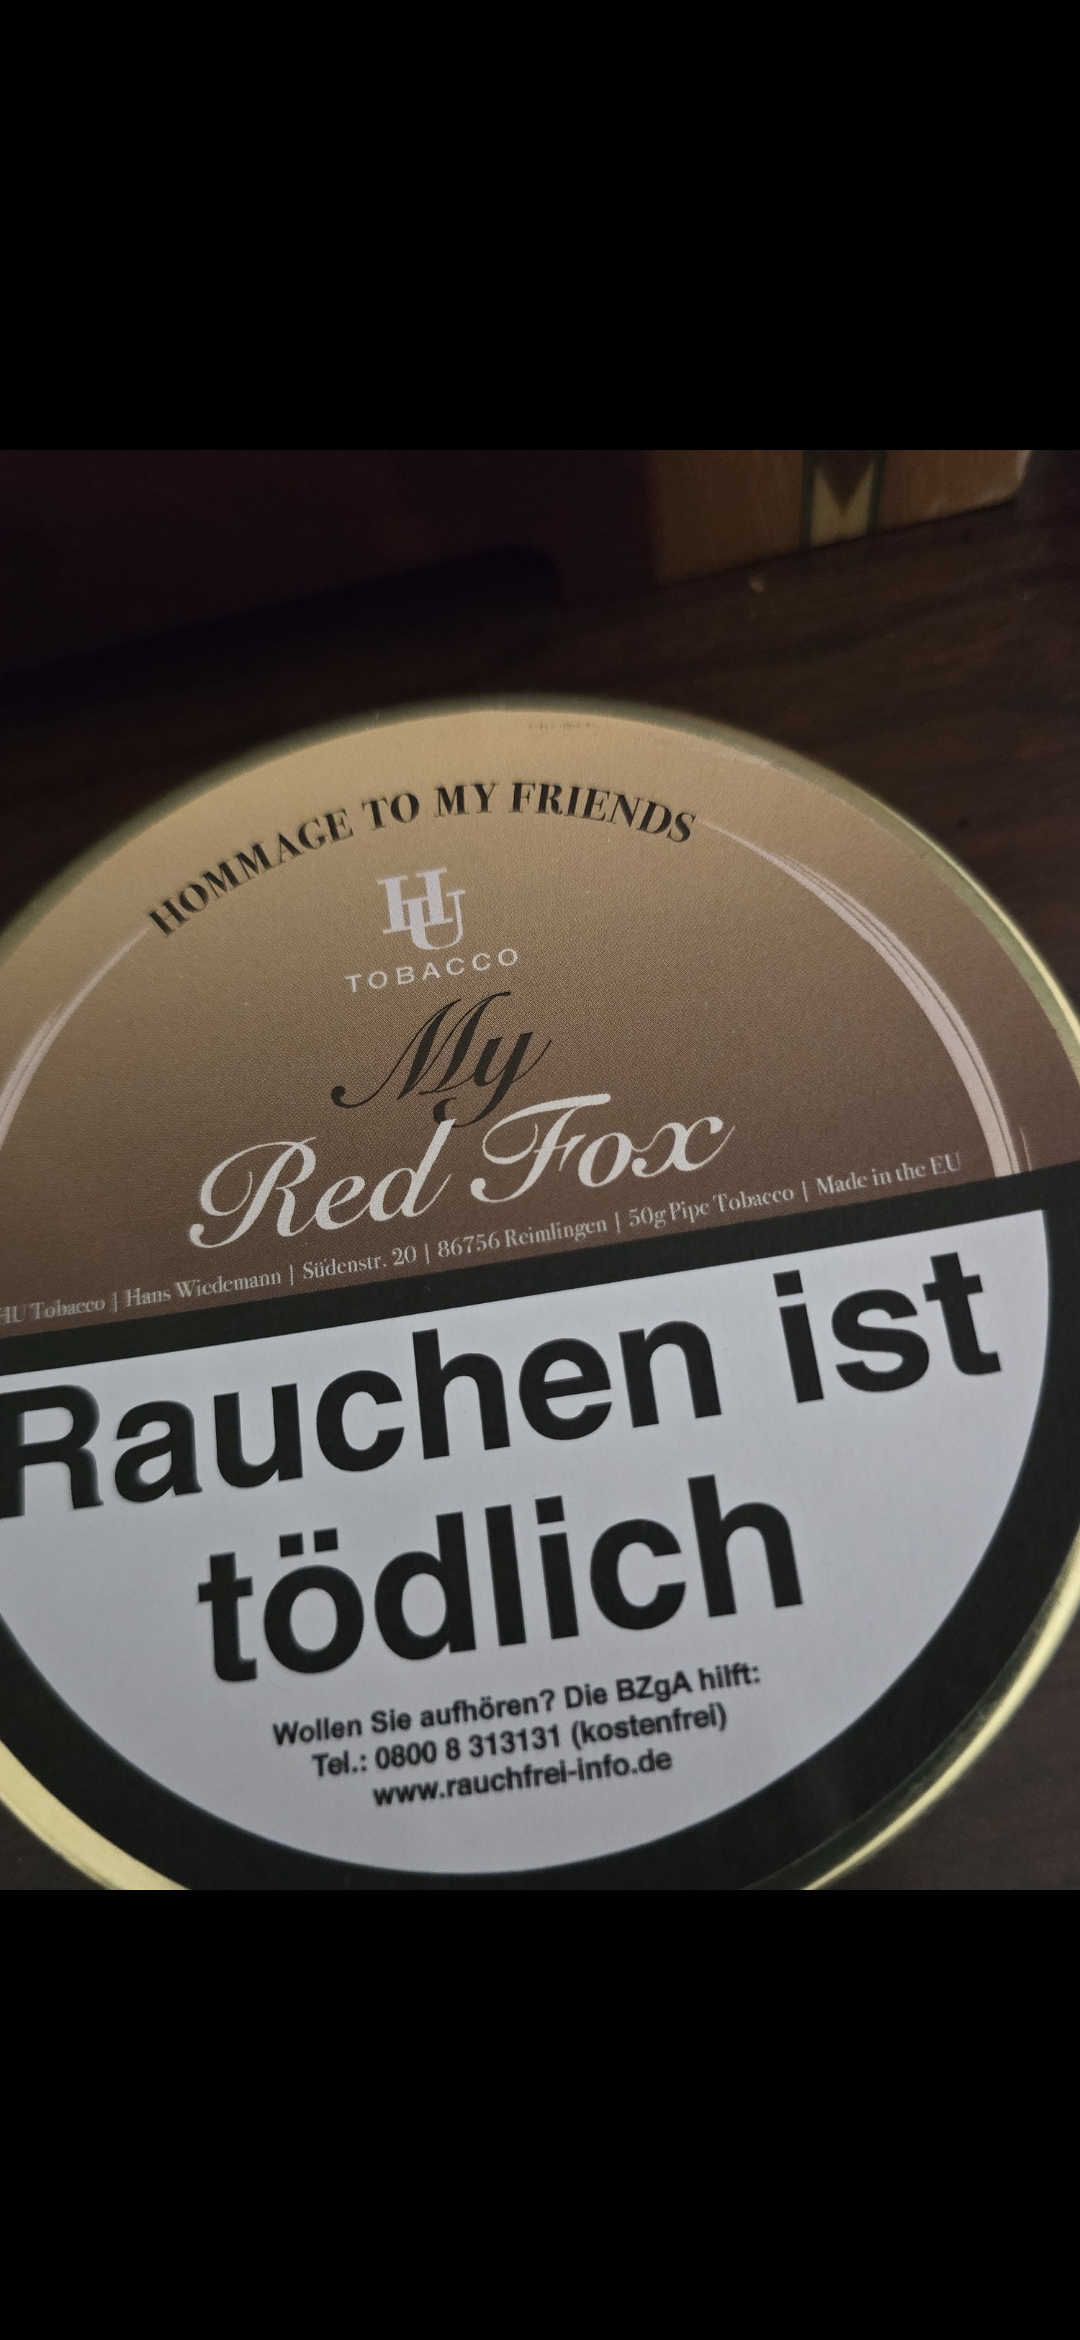 HOMMAGE TO MY FRIENDS
HU
TOBACCO
My
Red Fox
HU Tobacco | Hans Wiedemann | Südenstr. 20 | 86756 Reimlingen | 50g Pipe Tobacco | Made in the EU
Rauchen ist
tödlich
Wollen Sie aufhören? Die BZgA hilft:
Tel.: 0800 8 313131 (kostenfrei)
www.rauchfrei-info.de